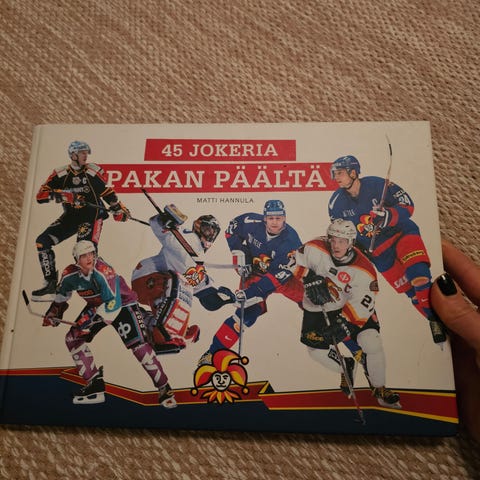 45 JOKERIA
PAKAN PÄÄLTÄ
MATTI HANNULA